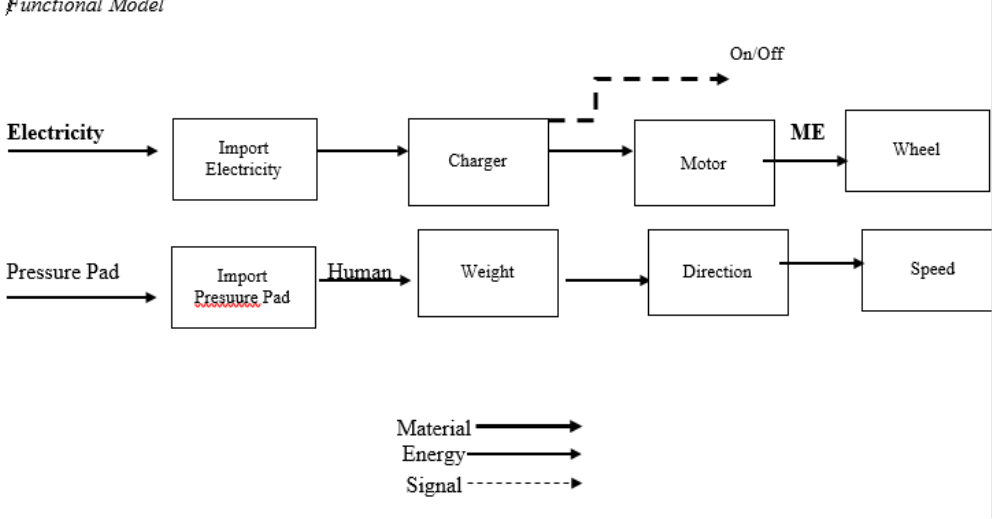 Functional Model
On/Off
Electricity
Import
Electricity
Charger
Motor
ME
Wheel
Pressure Pad
Import
Presuure Pad
Human
Weight
Direction
Speed
Material
Energy
Signal